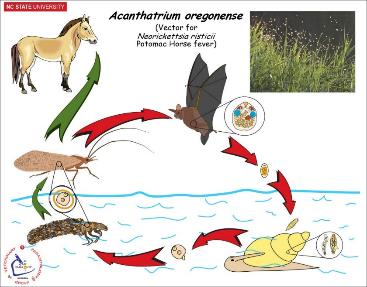 NC STATE UNIVERSITY
Acanthatrium oregonense
(Vector for
Neorickettsia risticii
Potomac Horse fever)